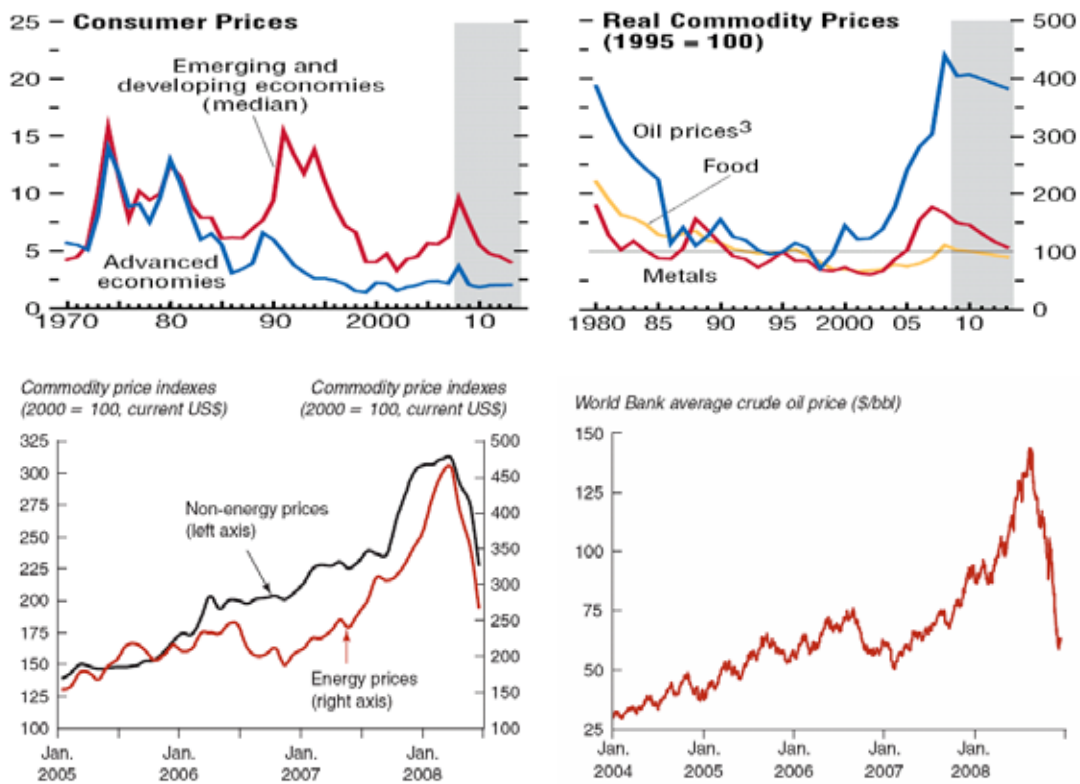 Consumer Prices
25
20
15
10
5
0
Emerging and
developing economies
(median)
Advanced
economies
1970 80 90 2000 10
Real Commodity Prices
(1995 = 100)
500
400
300
200
100
0
Oil prices³
Food
Metals
1980 85 90 95 2000 05 10
Commodity price indexes
(2000 = 100, current US$)
Commodity price indexes
(2000 = 100, current US$)
325
300
275
250
225
200
175
150
125
100
500
450
400
350
300
250
200
150
100
Non-energy prices
(left axis)
Energy prices
(right axis)
Jan. Jan. Jan. Jan.
2005 2006 2007 2008
World Bank average crude oil price ($/bbl)
150
125
100
75
50
25
Jan. Jan. Jan. Jan. Jan.
2004 2005 2006 2007 2008